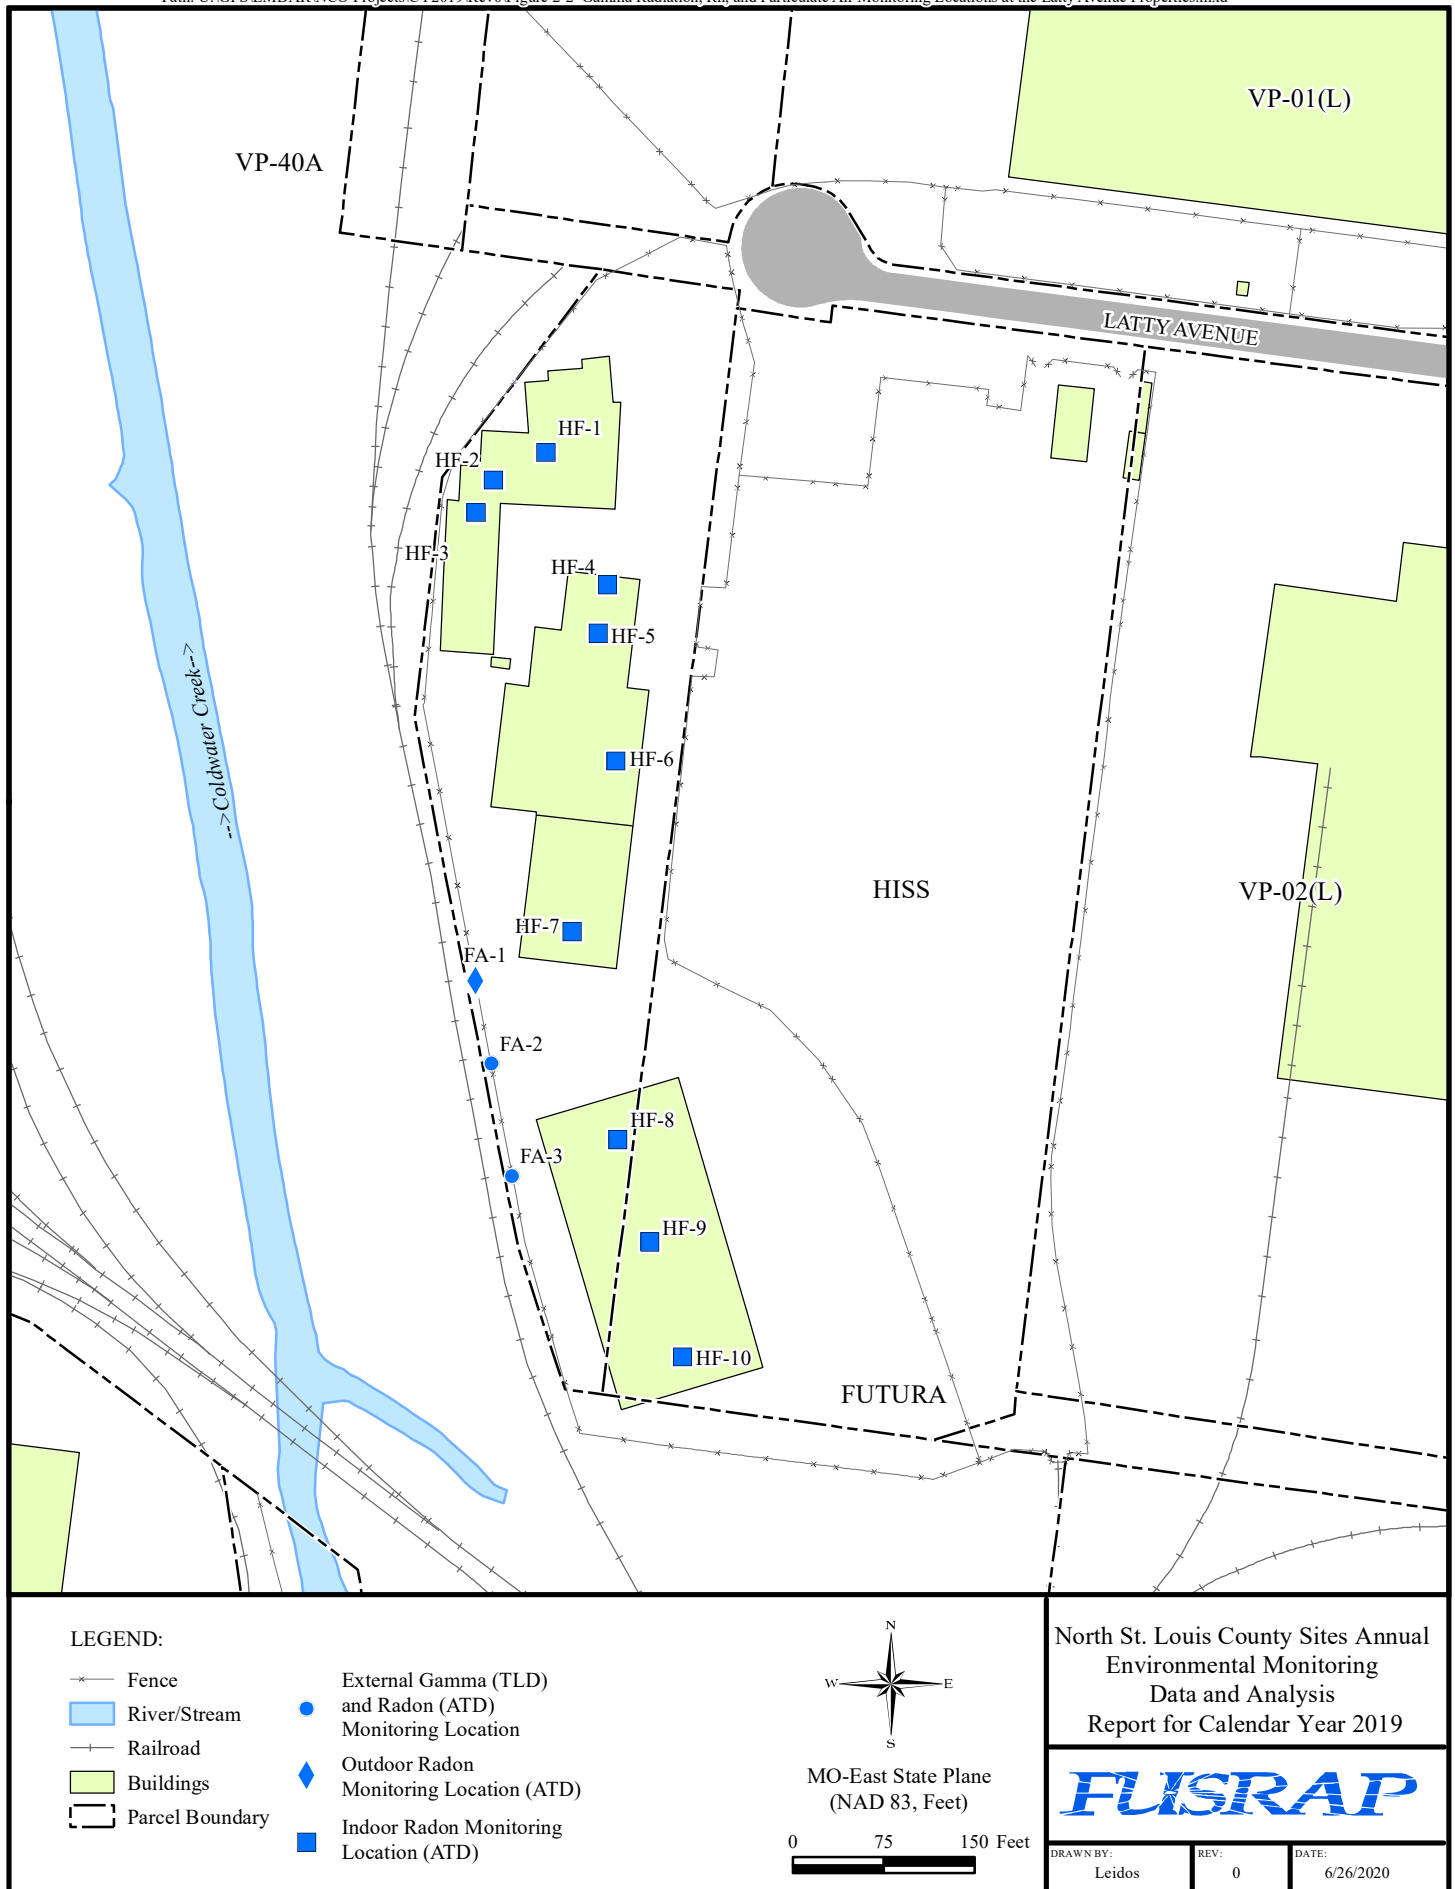 VP-01(L)
VP-40A
LATTY AVENUE
HF-1
HF-2
HF-3
HF-4
HF-5
-->Coldwater Creek-->
HF-6
HISS
VP-02(L)
HF-7
FA-1
FA-2
HF-8
FA-3
HF-9
HF-10
FUTURA
LEGEND:
Fence
River/Stream
Railroad
Buildings
Parcel Boundary
External Gamma (TLD)
and Radon (ATD)
Monitoring Location
Outdoor Radon
Monitoring Location (ATD)
Indoor Radon Monitoring
Location (ATD)
N
W E
S
MO-East State Plane
(NAD 83, Feet)
0 75 150 Feet
North St. Louis County Sites Annual
Environmental Monitoring
Data and Analysis
Report for Calendar Year 2019
FUSRAP
DRAWN BY:
Leidos
REV:
0
DATE:
6/26/2020